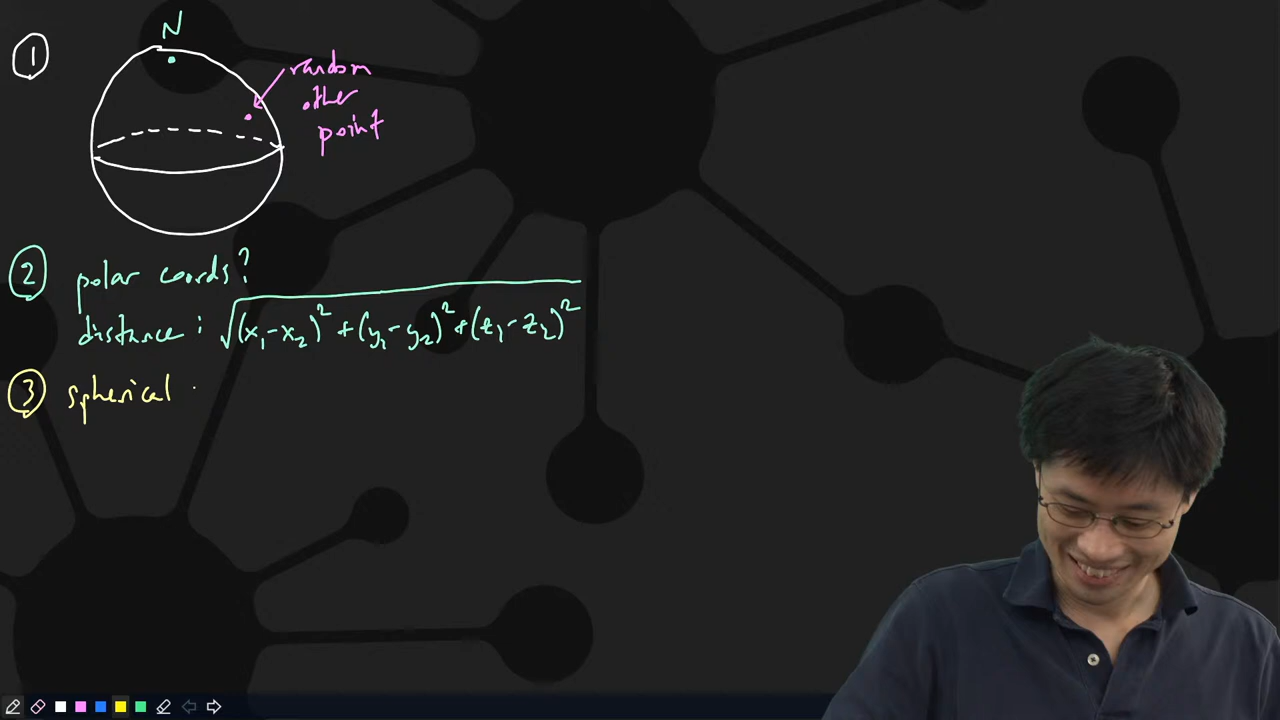 ① N
random
other
point
② polar coords?
distance: √(x₁-x₂)²+(y₁-y₂)²+(z₁-z₂)²
③ spherical